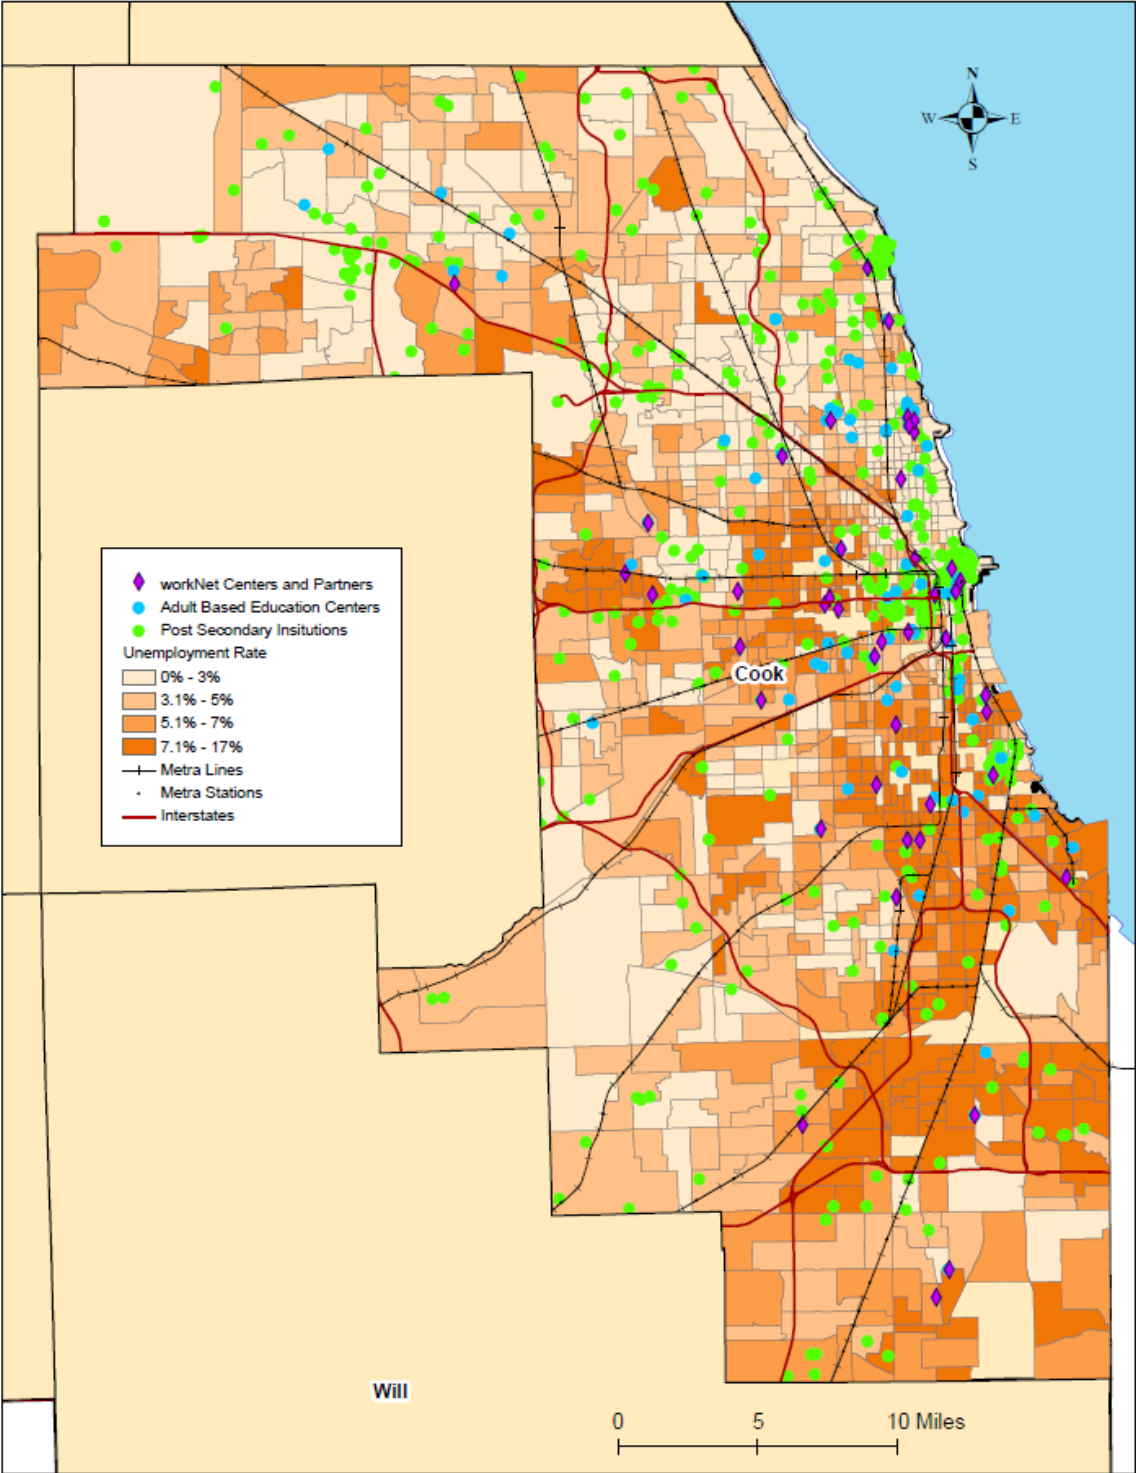 N
W E
S
workNet Centers and Partners
Adult Based Education Centers
Post Secondary Insitutions
Unemployment Rate
0% - 3%
3.1% - 5%
5.1% - 7%
7.1% - 17%
Metra Lines
Metra Stations
Interstates
Cook
Will
0 5 10 Miles